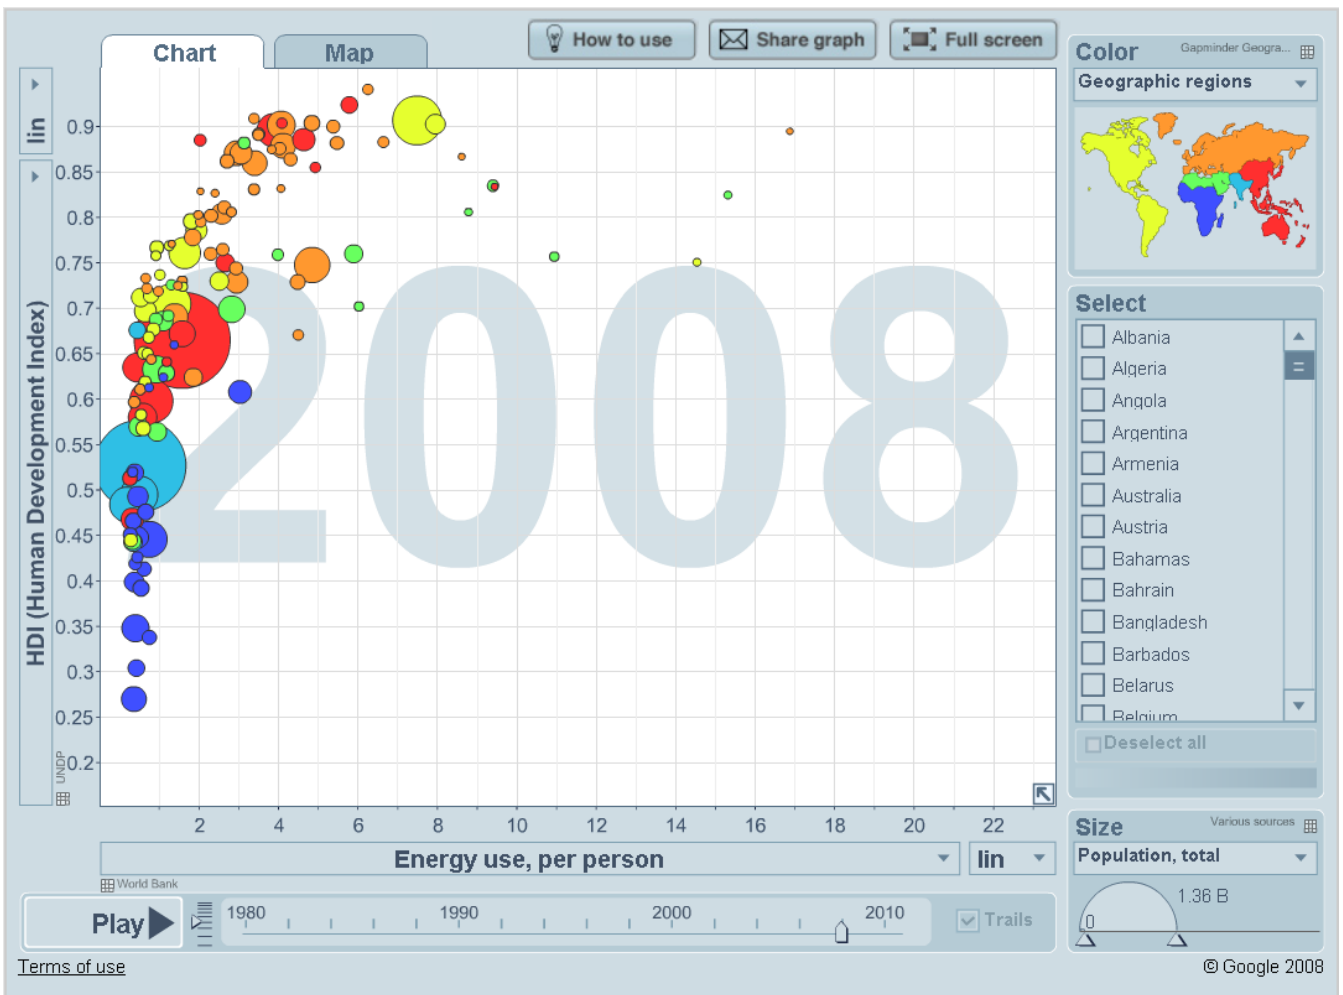 Chart
Map
How to use
Share graph
Full screen
Color
Gapminder Geogra...
Geographic regions
lin
HDI (Human Development Index)
UNDP
0.9
0.85
0.8
0.75
0.7
0.65
0.6
0.55
0.5
0.45
0.4
0.35
0.3
0.25
0.2
2008
2 4 6 8 10 12 14 16 18 20 22
Energy use, per person
lin
World Bank
Select
Albania
Algeria
Angola
Argentina
Armenia
Australia
Austria
Bahamas
Bahrain
Bangladesh
Barbados
Belarus
Belgium
Deselect all
Size
Various sources
Population, total
1.36 B
0
Play
1980 1990 2000 2010
Trails
Terms of use
© Google 2008